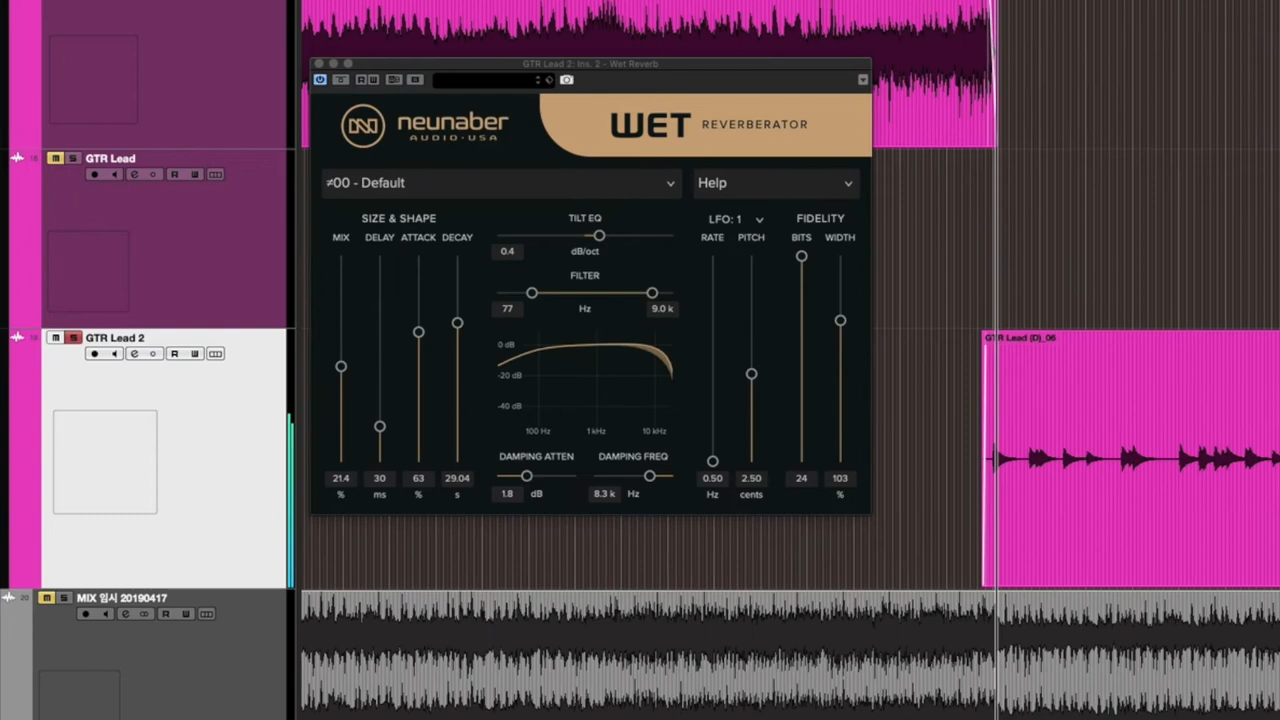 GTR Lead 2: Ins. 2 - Wet Reverb
R W
neunaber
AUDIO·USA
WET REVERBERATOR
≠00 - Default
Help
SIZE & SHAPE
MIX DELAY ATTACK DECAY
21.4 30 63 29.04
% ms % s
TILT EQ
0.4 dB/oct
FILTER
77 Hz 9.0 k
0 dB
-20 dB
-40 dB
100 Hz 1 kHz 10 kHz
DAMPING ATTEN DAMPING FREQ
1.8 dB 8.3 k Hz
LFO: 1 FIDELITY
RATE PITCH BITS WIDTH
0.50 2.50 24 103
Hz cents %
M S GTR Lead
R W
M S GTR Lead 2
R W
GTR Lead (D)_06
20 M S MIX 임시 20190417
R W